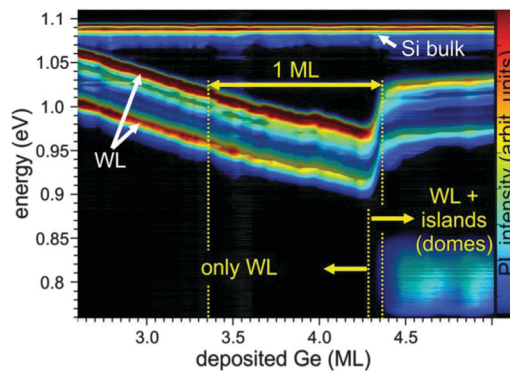 1.1
1.0
1.05
1.0
0.95
0.9
0.85
0.8
energy (eV)
Si bulk
1 ML
WL
WL +
islands
(domes)
only WL
3.0
3.5
4.0
4.5
deposited Ge (ML)
PL intensity (arbit. units)